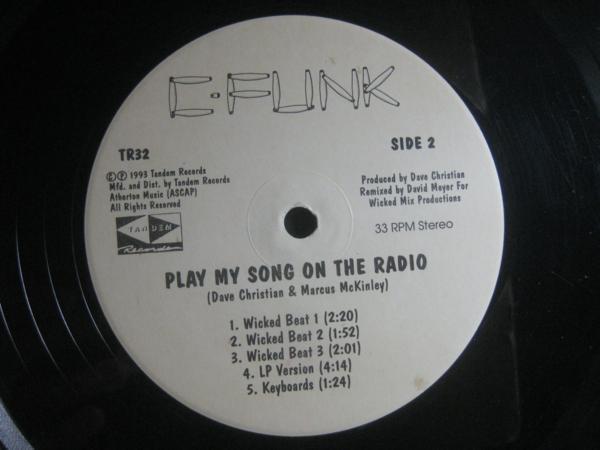 C-FUNK
TR32
SIDE 2
Ⓒ Ⓟ 1993 Tandem Records
Mfd. and Dist. by Tandem Records
Atherton Music (ASCAP)
All Rights Reserved
TANDEM
Records
Produced by Dave Christian
Remixed by David Meyer For
Wicked Mix Productions
33 RPM Stereo
PLAY MY SONG ON THE RADIO
(Dave Christian & Marcus McKinley)
1. Wicked Beat 1 (2:20)
2. Wicked Beat 2 (1:52)
3. Wicked Beat 3 (2:01)
4. LP Version (4:14)
5. Keyboards (1:24)